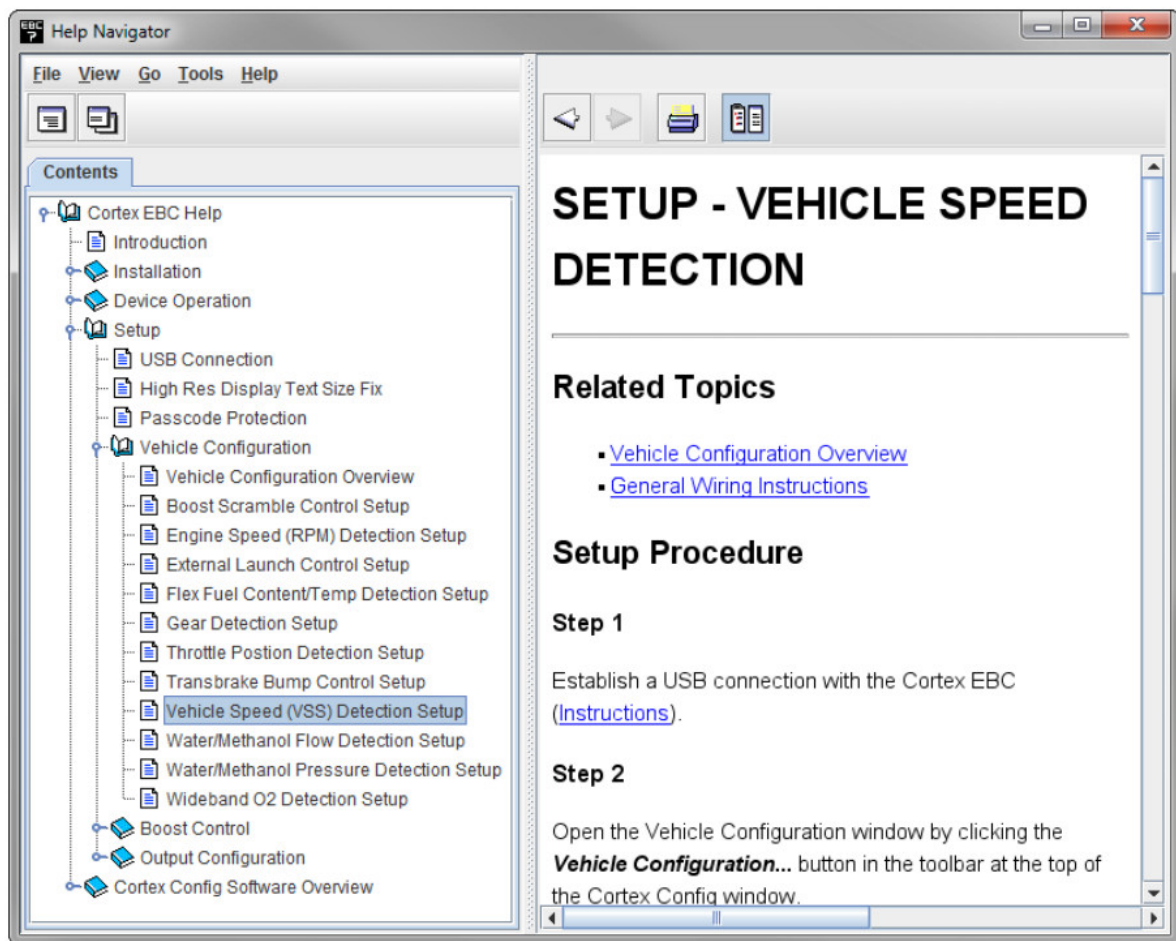 EBC
?
Help Navigator
File View Go Tools Help
Contents
Cortex EBC Help
Introduction
Installation
Device Operation
Setup
USB Connection
High Res Display Text Size Fix
Passcode Protection
Vehicle Configuration
Vehicle Configuration Overview
Boost Scramble Control Setup
Engine Speed (RPM) Detection Setup
External Launch Control Setup
Flex Fuel Content/Temp Detection Setup
Gear Detection Setup
Throttle Postion Detection Setup
Transbrake Bump Control Setup
Vehicle Speed (VSS) Detection Setup
Water/Methanol Flow Detection Setup
Water/Methanol Pressure Detection Setup
Wideband O2 Detection Setup
Boost Control
Output Configuration
Cortex Config Software Overview
SETUP - VEHICLE SPEED
DETECTION
Related Topics
Vehicle Configuration Overview
General Wiring Instructions
Setup Procedure
Step 1
Establish a USB connection with the Cortex EBC
(Instructions).
Step 2
Open the Vehicle Configuration window by clicking the
Vehicle Configuration... button in the toolbar at the top of
the Cortex Config window.